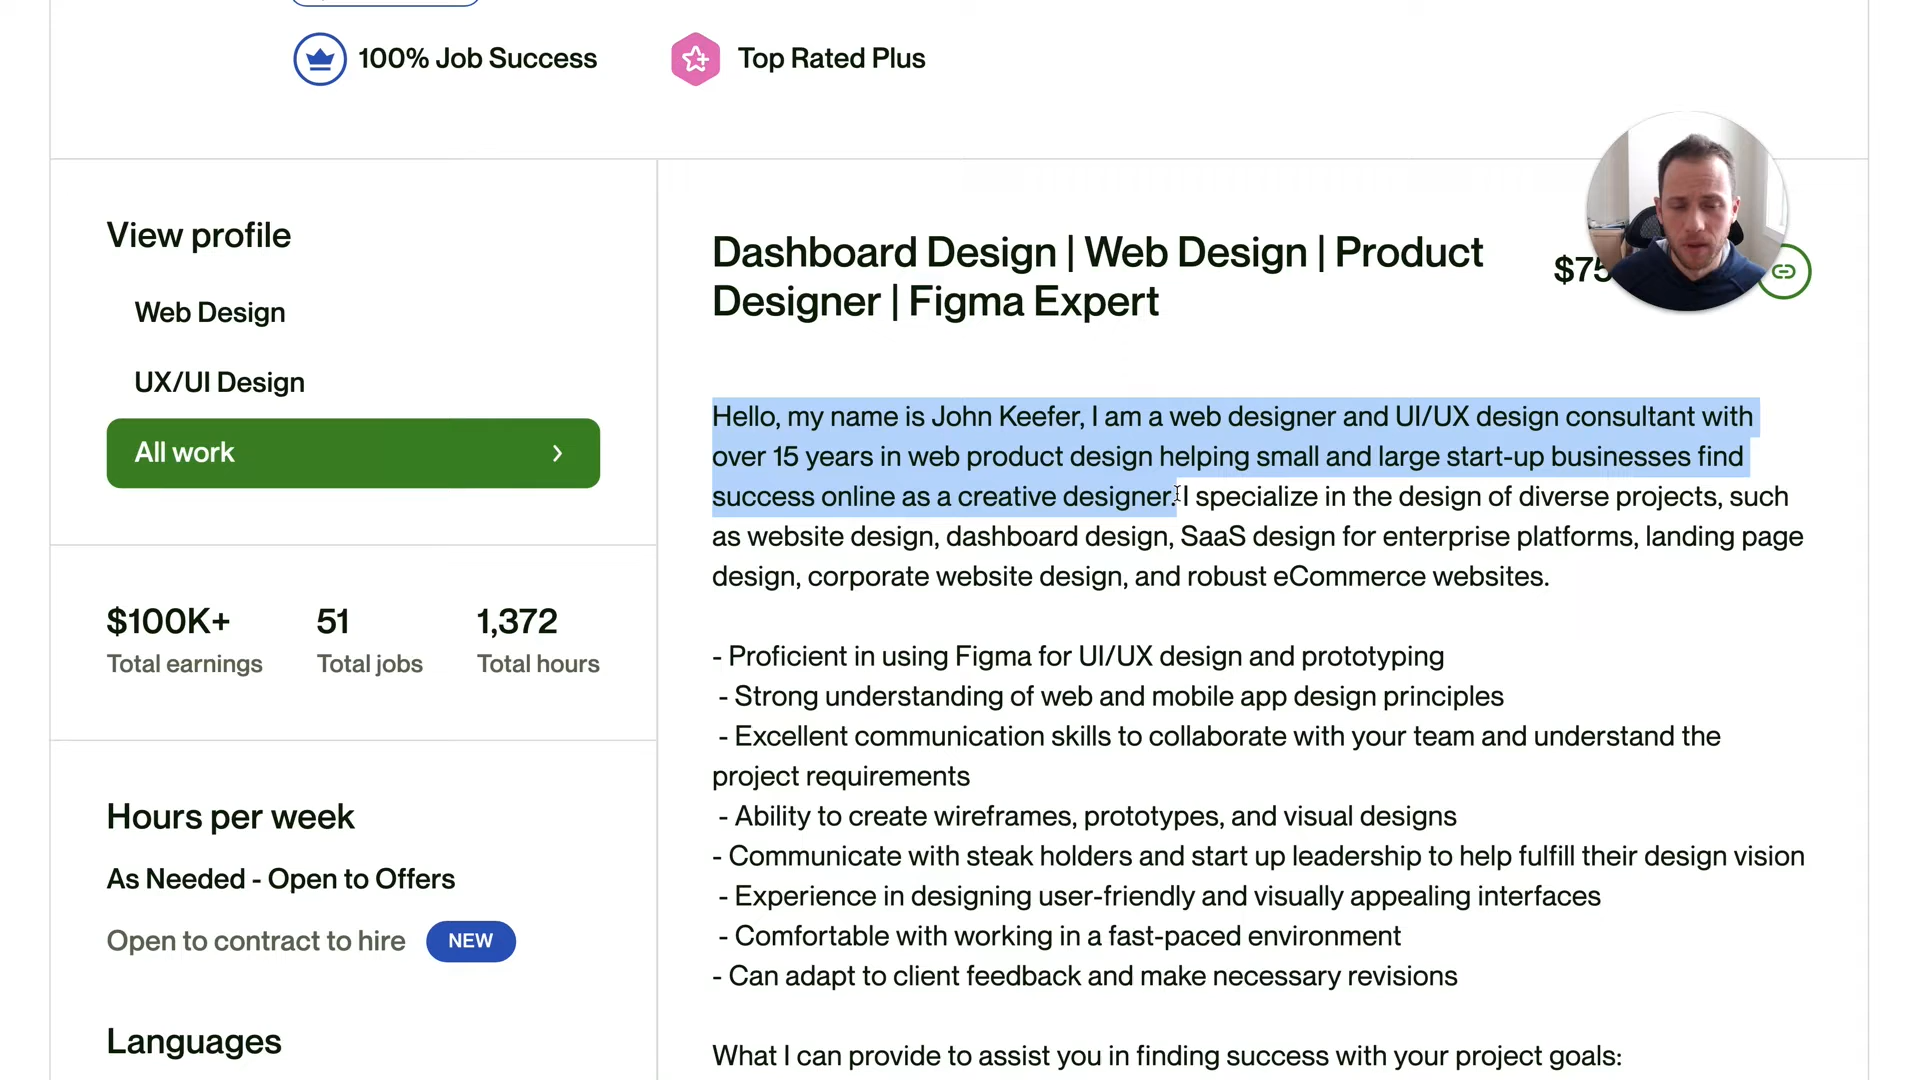 100% Job Success
Top Rated Plus
View profile
Web Design
UX/UI Design
All work
$100K+
Total earnings
51
Total jobs
1,372
Total hours
Hours per week
As Needed - Open to Offers
Open to contract to hire
NEW
Languages
Dashboard Design | Web Design | Product
Designer | Figma Expert
$75
Hello, my name is John Keefer, I am a web designer and UI/UX design consultant with
over 15 years in web product design helping small and large start-up businesses find
success online as a creative designer. I specialize in the design of diverse projects, such
as website design, dashboard design, SaaS design for enterprise platforms, landing page
design, corporate website design, and robust eCommerce websites.
- Proficient in using Figma for UI/UX design and prototyping
- Strong understanding of web and mobile app design principles
- Excellent communication skills to collaborate with your team and understand the
project requirements
- Ability to create wireframes, prototypes, and visual designs
- Communicate with steak holders and start up leadership to help fulfill their design vision
- Experience in designing user-friendly and visually appealing interfaces
- Comfortable with working in a fast-paced environment
- Can adapt to client feedback and make necessary revisions
What I can provide to assist you in finding success with your project goals: